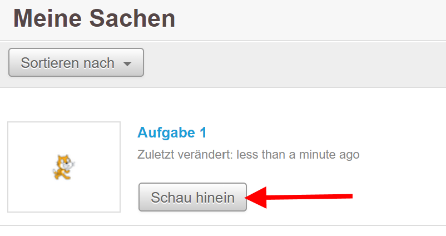 Meine Sachen
Sortieren nach
Aufgabe 1
Zuletzt verändert: less than a minute ago
Schau hinein